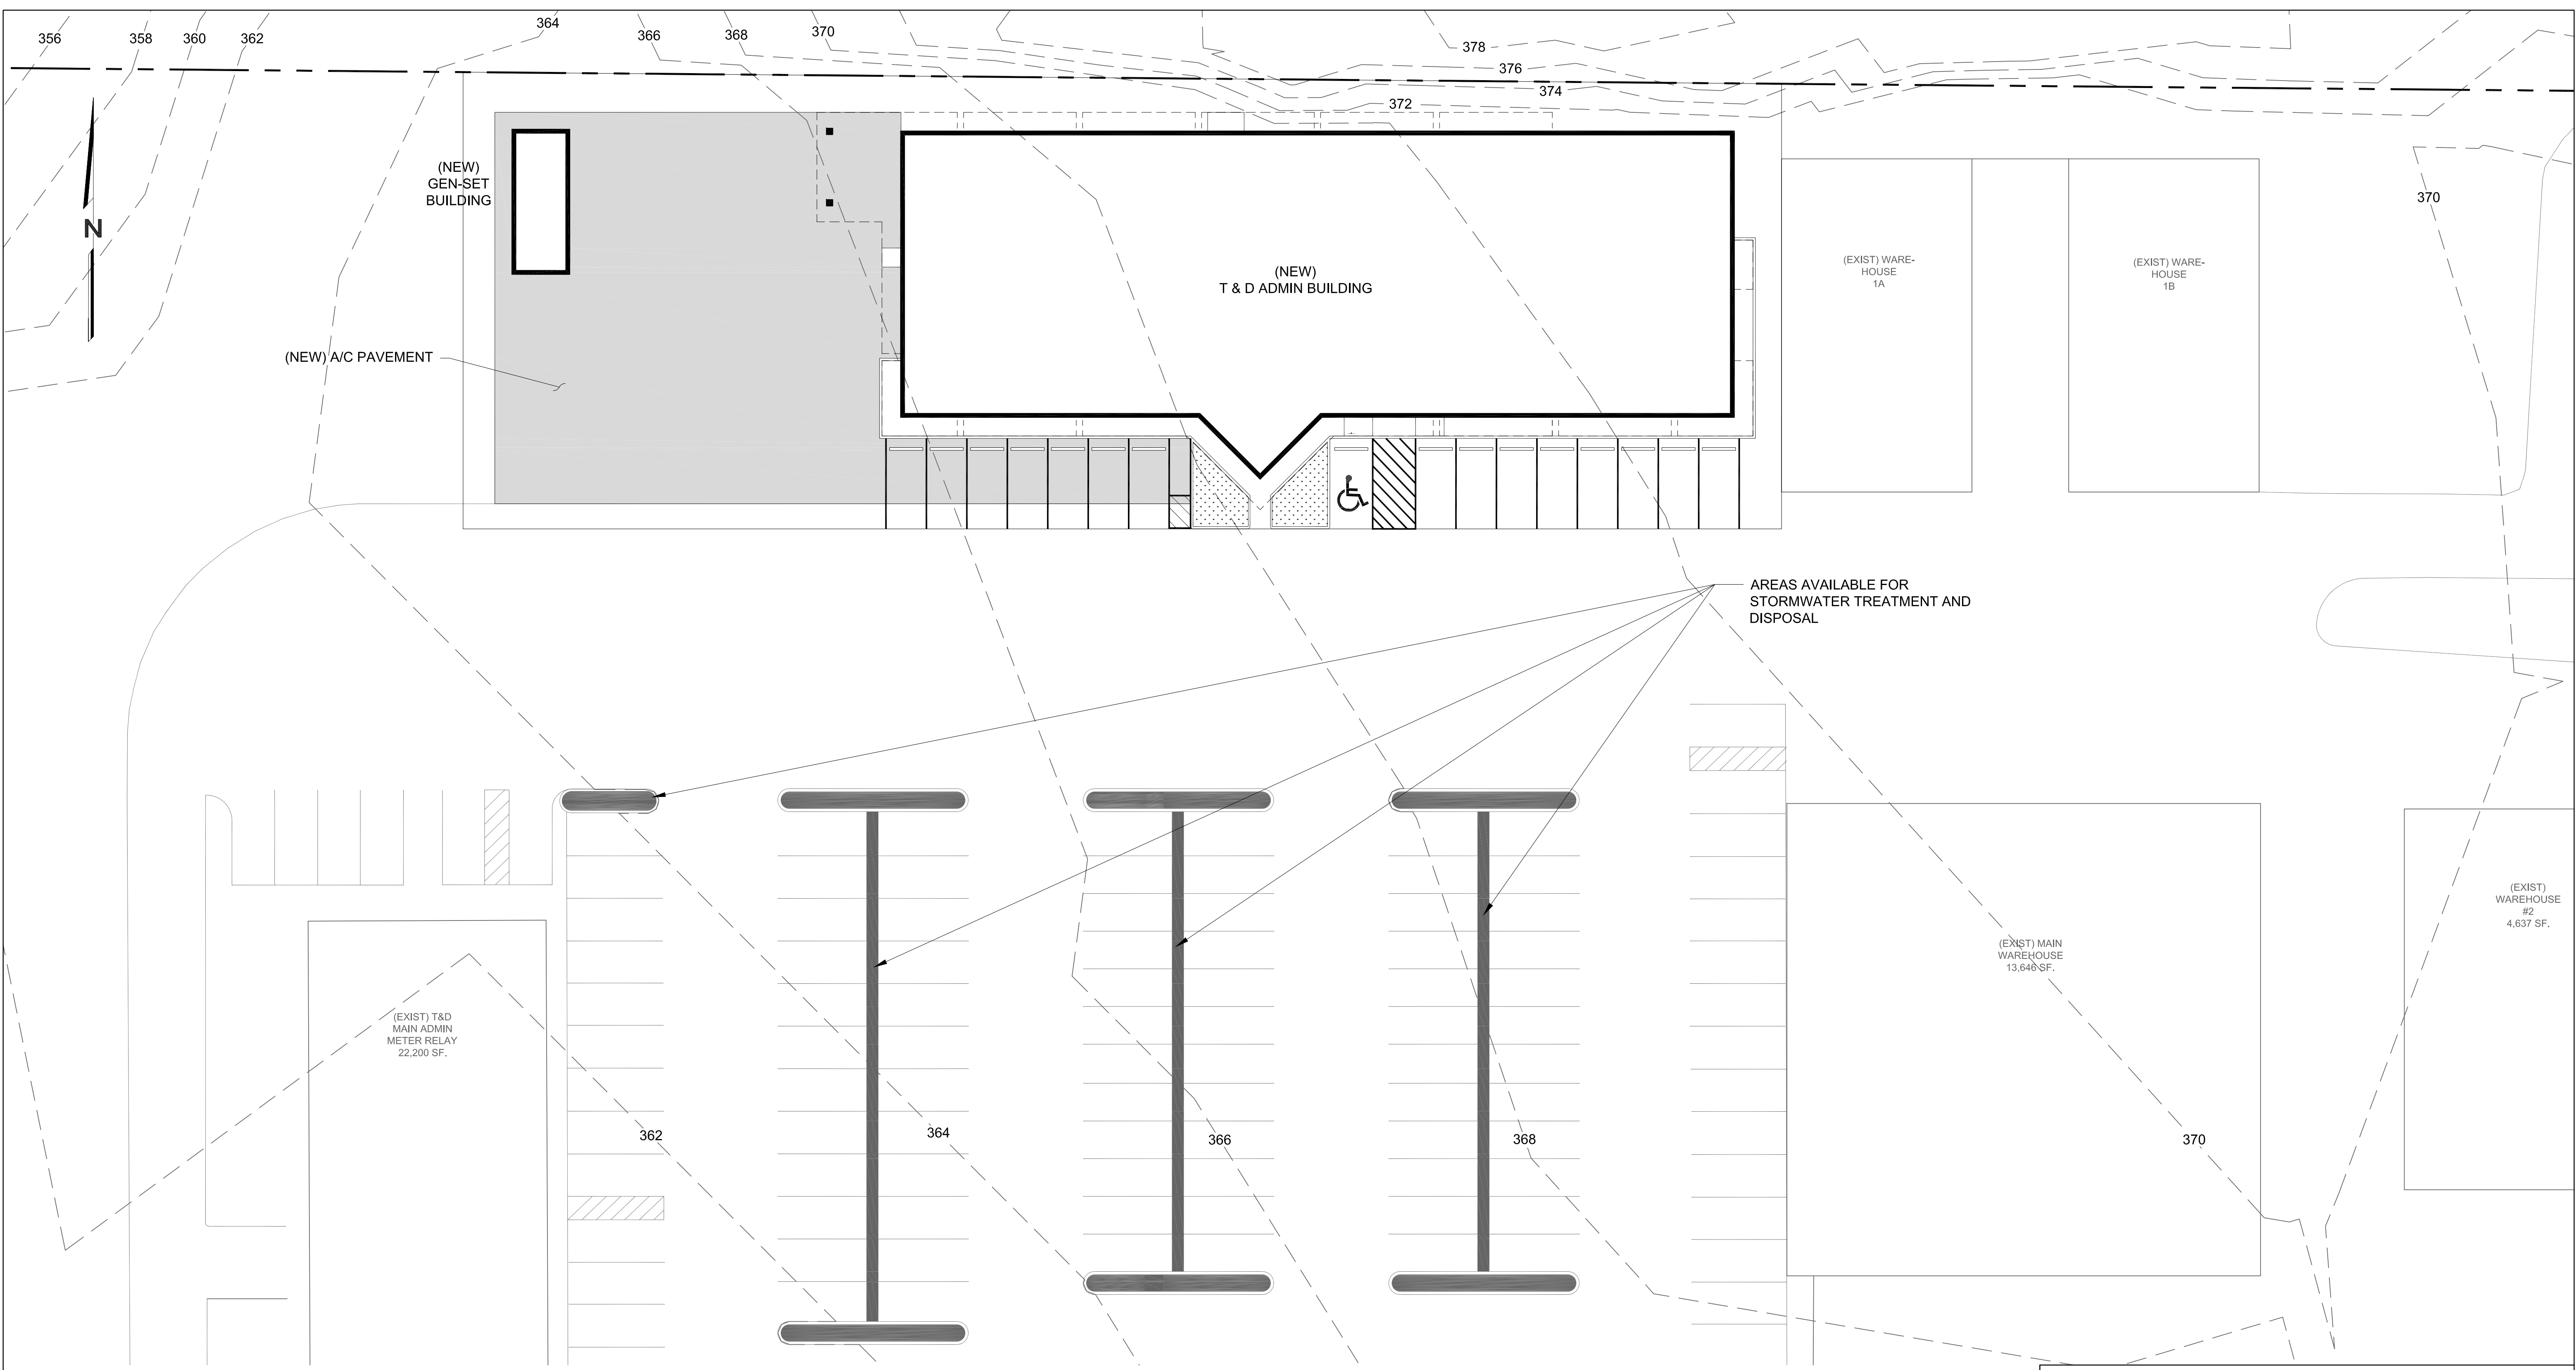 364
356
358
360
362
366
368
370
378
376
374
372
N
(NEW)
GEN-SET
BUILDING
370
(NEW)
T & D ADMIN BUILDING
(EXIST) WARE-
HOUSE
1A
(EXIST) WARE-
HOUSE
1B
(NEW) A/C PAVEMENT
AREAS AVAILABLE FOR
STORMWATER TREATMENT AND
DISPOSAL
(EXIST)
WAREHOUSE
#2
4,637 SF.
(EXIST) MAIN
WAREHOUSE
13,646 SF.
(EXIST) T&D
MAIN ADMIN
METER RELAY
22,200 SF.
362
364
366
368
370